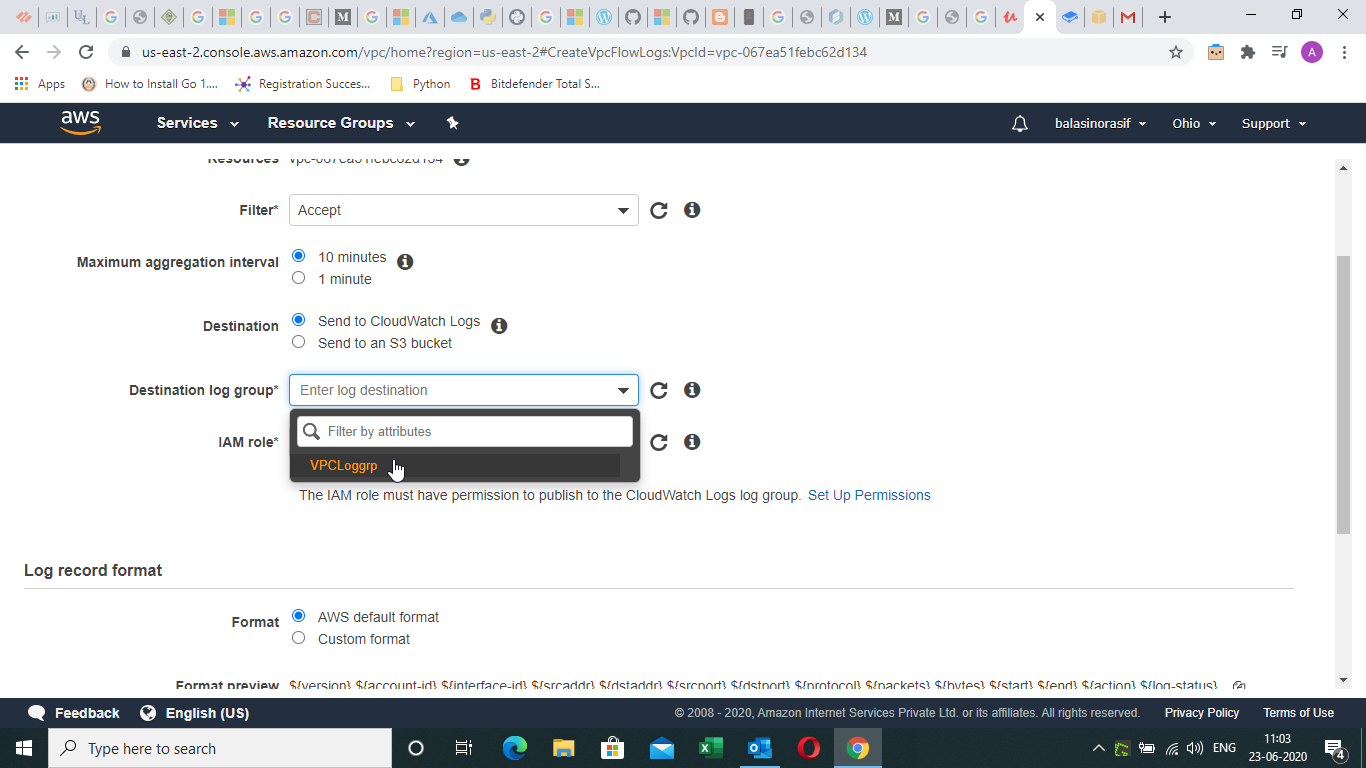 us-east-2.console.aws.amazon.com/vpc/home?region=us-east-2#CreateVpcFlowLogs:VpcId=vpc-067ea51febc62d134
A
Apps How to Install Go 1.... Registration Succes... Python Bitdefender Total S...
aws Services Resource Groups balasinorasif Ohio Support
Resources vpc-067ea51febc62d134
Filter* Accept
Maximum aggregation interval 10 minutes
1 minute
Destination Send to CloudWatch Logs
Send to an S3 bucket
Destination log group* Enter log destination
Filter by attributes
IAM role*
VPCLoggrp
The IAM role must have permission to publish to the CloudWatch Logs log group. Set Up Permissions
Log record format
Format AWS default format
Custom format
Format preview ${version} ${account-id} ${interface-id} ${srcaddr} ${dstaddr} ${srcport} ${dstport} ${protocol} ${packets} ${bytes} ${start} ${end} ${action} ${log-status}
Feedback English (US) © 2008 - 2020, Amazon Internet Services Private Ltd. or its affiliates. All rights reserved. Privacy Policy Terms of Use
Type here to search ENG 11:03
23-06-2020 4